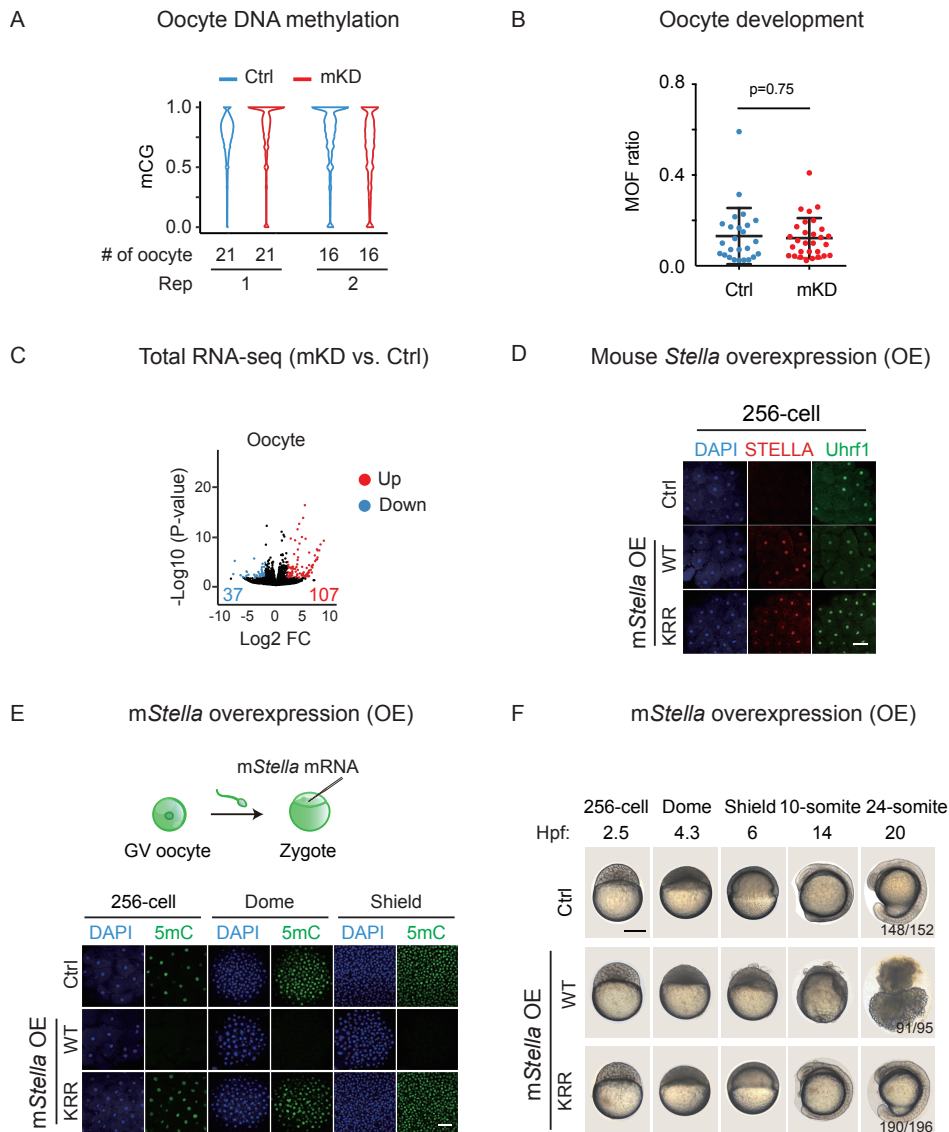 A Oocyte DNA methylation
Ctrl mKD
mCG
1.0
0.5
0.0
# of oocyte 21 21 16 16
Rep 1 2
B Oocyte development
MOF ratio
0.8
0.4
0.0
p=0.75
Ctrl mKD
C Total RNA-seq (mKD vs. Ctrl)
Oocyte
Up
Down
-Log10 (P-value)
20
10
0
37 107
-10 -5 0 5 10
Log2 FC
D Mouse Stella overexpression (OE)
256-cell
DAPI STELLA Uhrf1
Ctrl
mStella OE
WT
KRR
E mStella overexpression (OE)
mStella mRNA
GV oocyte Zygote
256-cell Dome Shield
DAPI 5mC DAPI 5mC DAPI 5mC
Ctrl
mStella OE
WT
KRR
F mStella overexpression (OE)
256-cell Dome Shield 10-somite 24-somite
Hpf: 2.5 4.3 6 14 20
Ctrl
148/152
mStella OE
WT
91/95
KRR
190/196